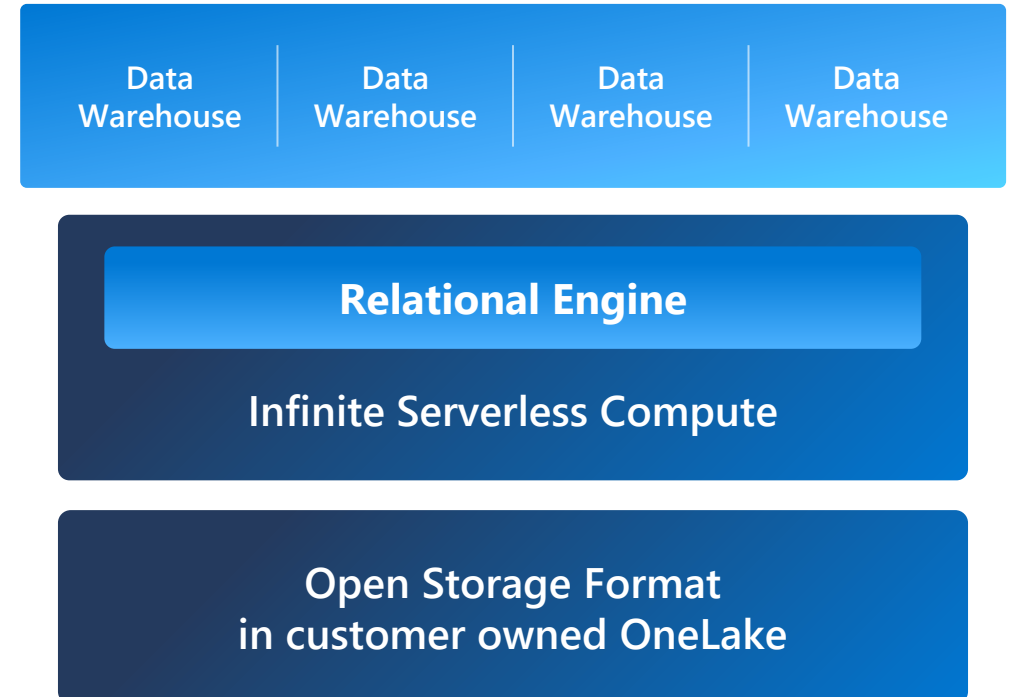 Data Warehouse
Data Warehouse
Data Warehouse
Data Warehouse
Relational Engine
Infinite Serverless Compute
Open Storage Format
in customer owned OneLake